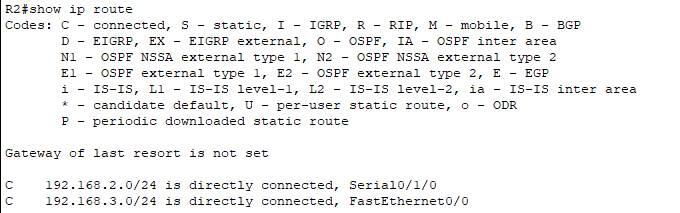 R2#show ip route
Codes: C - connected, S - static, I - IGRP, R - RIP, M - mobile, B - BGP
       D - EIGRP, EX - EIGRP external, O - OSPF, IA - OSPF inter area
       N1 - OSPF NSSA external type 1, N2 - OSPF NSSA external type 2
       E1 - OSPF external type 1, E2 - OSPF external type 2, E - EGP
       i - IS-IS, L1 - IS-IS level-1, L2 - IS-IS level-2, ia - IS-IS inter area
       * - candidate default, U - per-user static route, o - ODR
       P - periodic downloaded static route
Gateway of last resort is not set
C    192.168.2.0/24 is directly connected, Serial0/1/0
C    192.168.3.0/24 is directly connected, FastEthernet0/0